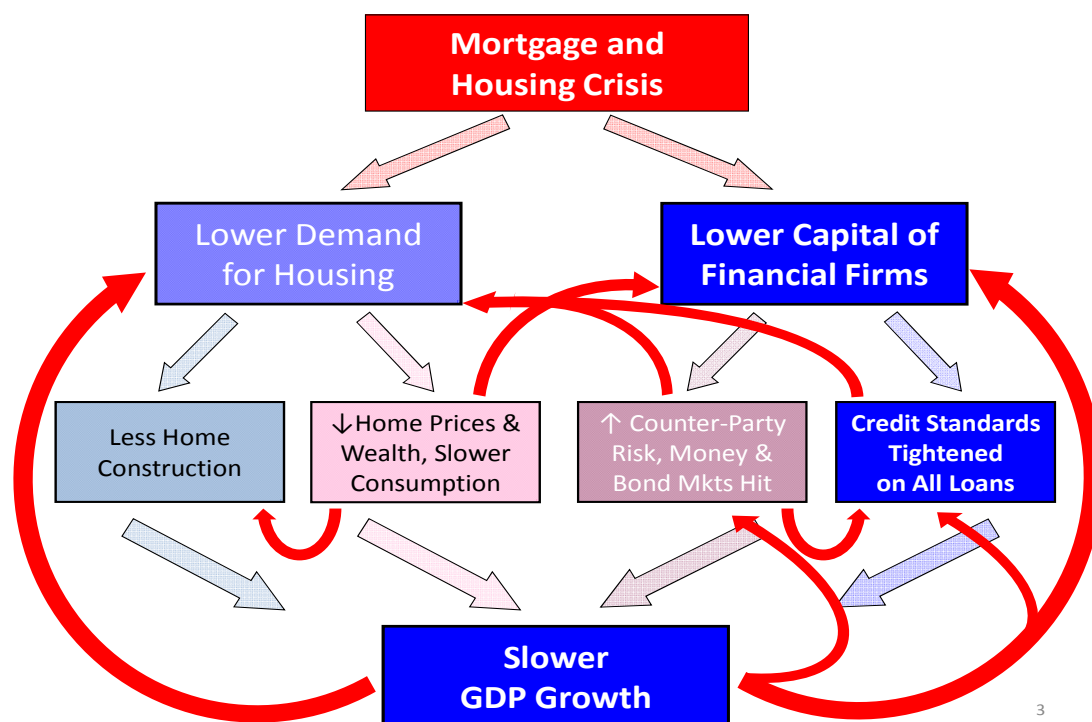 Mortgage and
Housing Crisis
Lower Demand
for Housing
Lower Capital of
Financial Firms
Less Home
Construction
↓Home Prices &
Wealth, Slower
Consumption
↑ Counter-Party
Risk, Money &
Bond Mkts Hit
Credit Standards
Tightened
on All Loans
Slower
GDP Growth
3